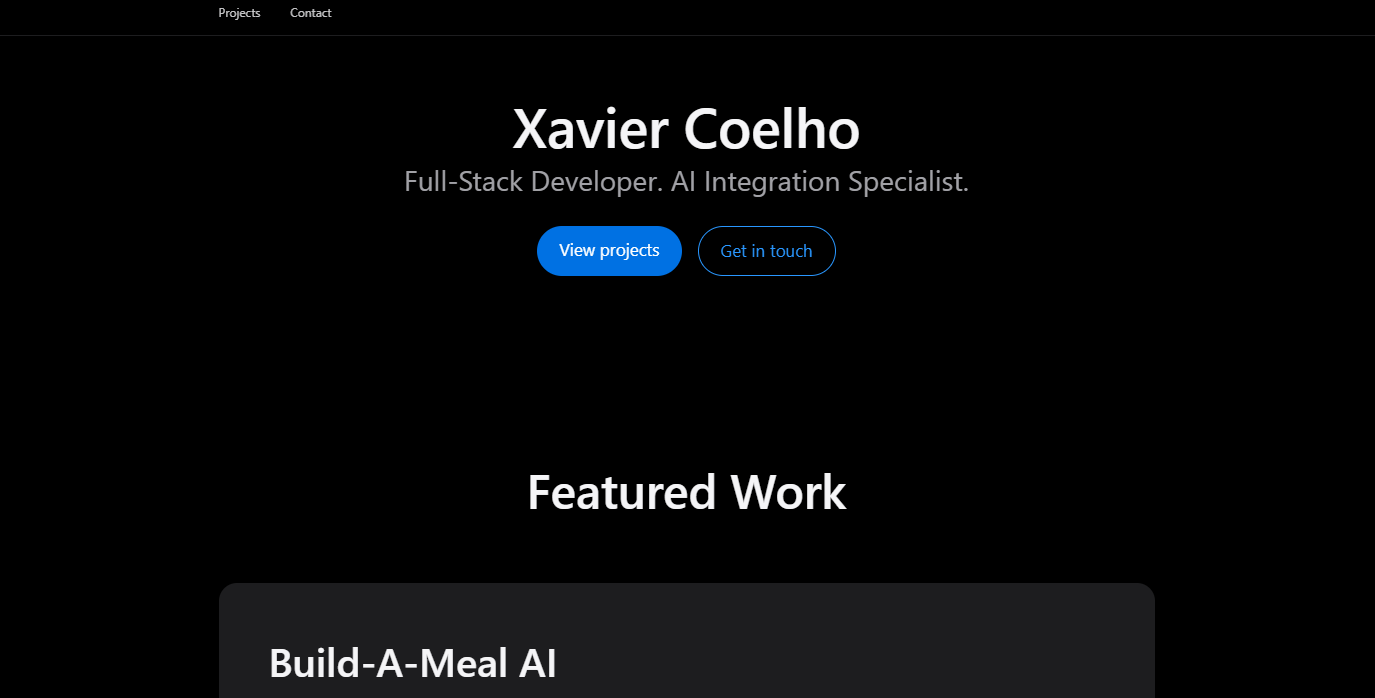 Projects Contact
Xavier Coelho
Full-Stack Developer. AI Integration Specialist.
View projects Get in touch
Featured Work
Build-A-Meal AI